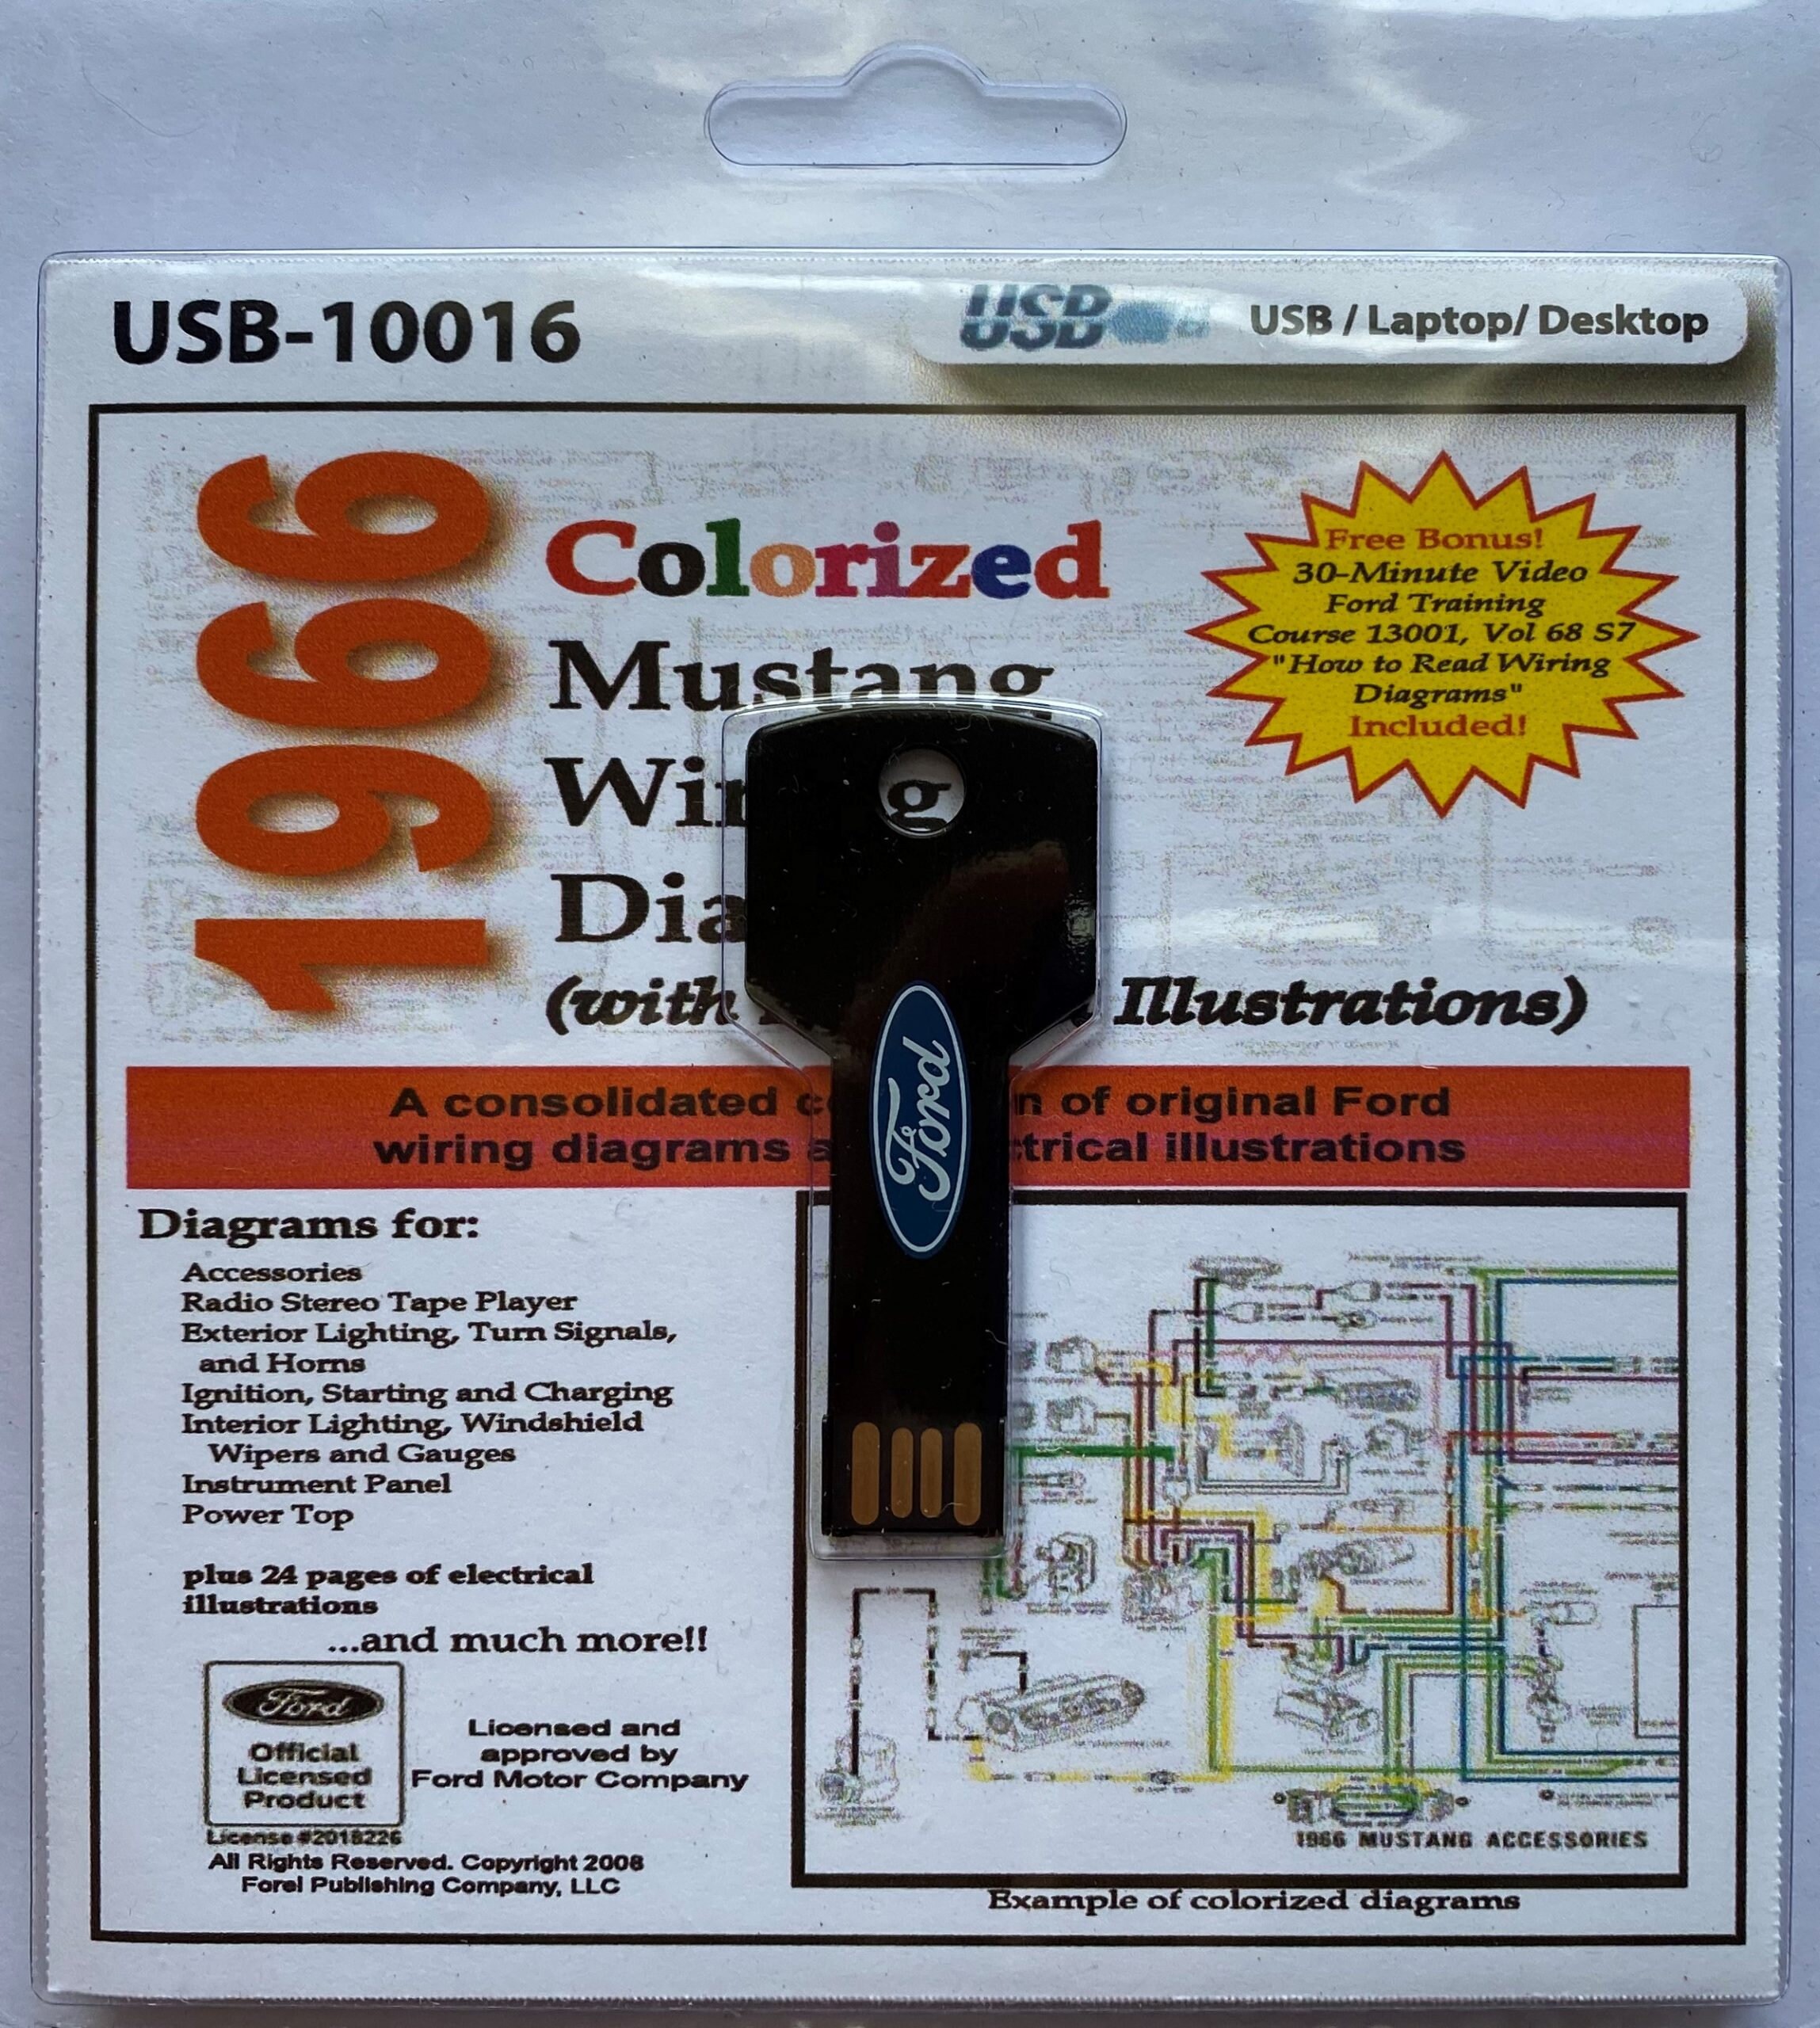 USB-10016
USB
USB / Laptop/ Desktop
1966
Colorized
Mustang
Wir g
Dia
(with Illustrations)
Free Bonus!
30-Minute Video
Ford Training
Course 13001, Vol 68 S7
"How to Read Wiring
Diagrams"
Included!
A consolidated c n of original Ford
wiring diagrams a ctrical illustrations
Ford
Diagrams for:
Accessories
Radio Stereo Tape Player
Exterior Lighting, Turn Signals,
and Horns
Ignition, Starting and Charging
Interior Lighting, Windshield
Wipers and Gauges
Instrument Panel
Power Top
plus 24 pages of electrical
illustrations
...and much more!!
Ford
Official
Licensed
Product
License #2018226
Licensed and
approved by
Ford Motor Company
All Rights Reserved. Copyright 2008
Forel Publishing Company, LLC
1966 MUSTANG ACCESSORIES
Example of colorized diagrams